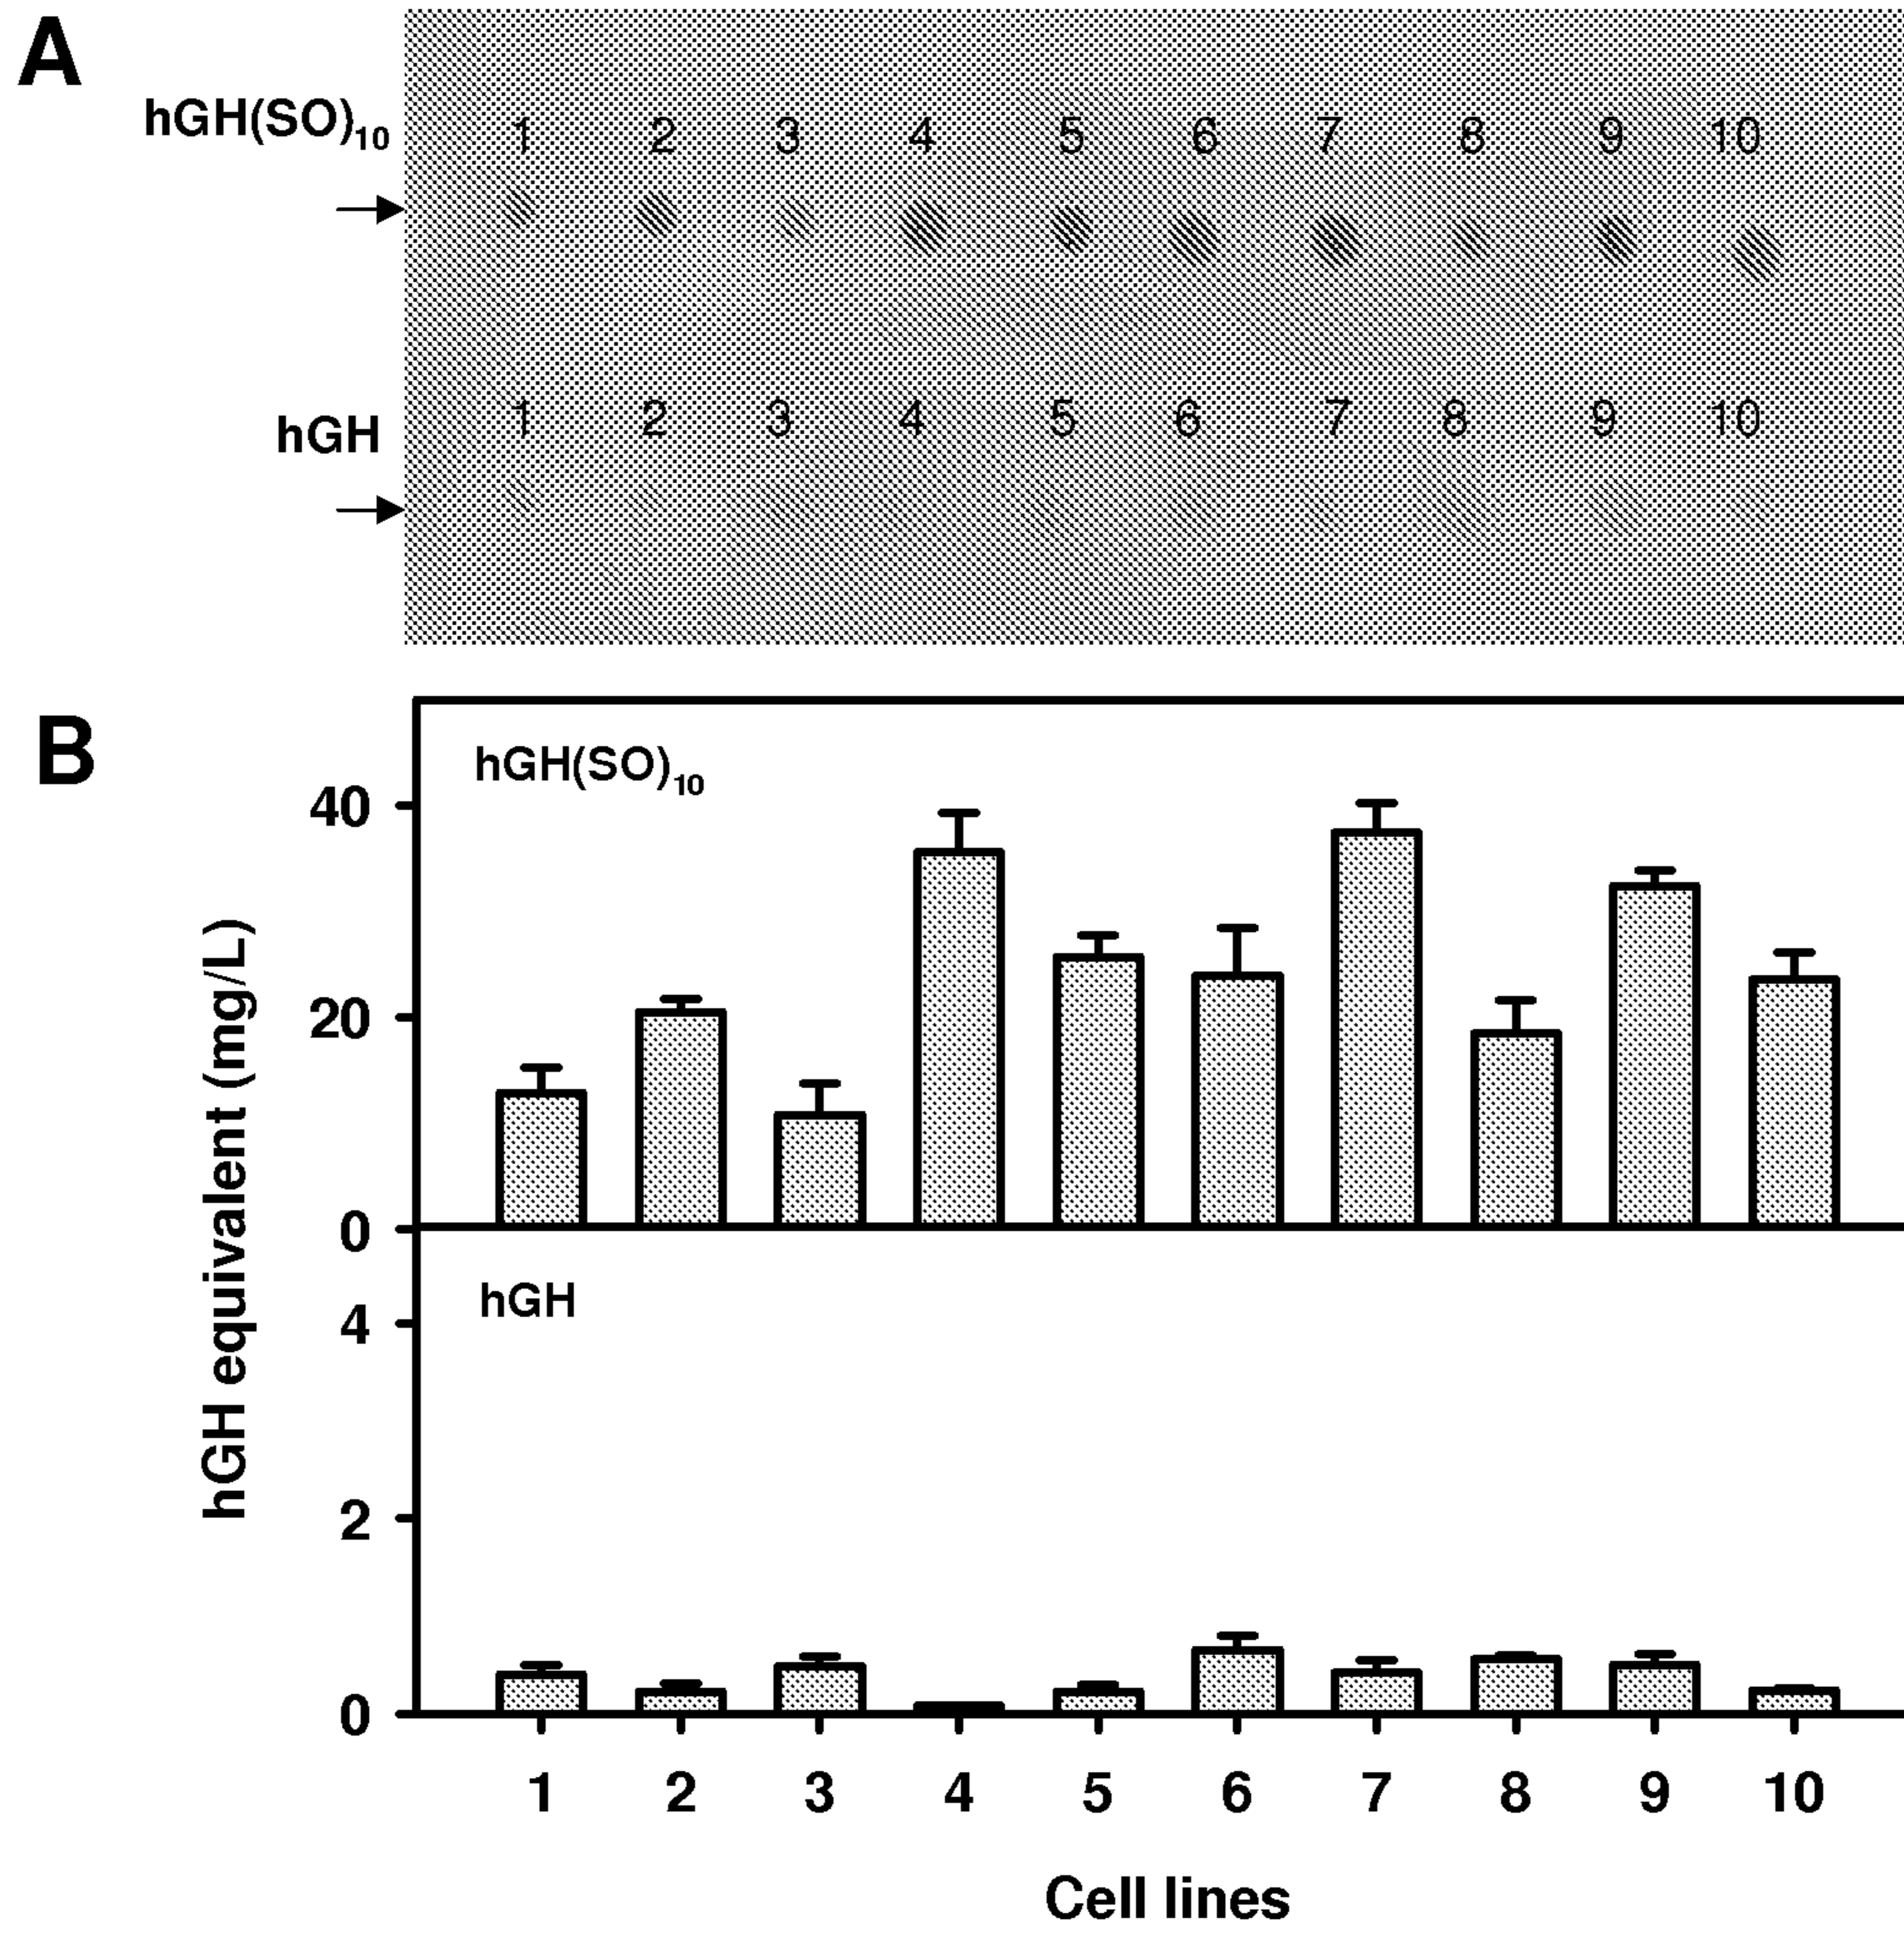 A
hGH(SO)10 1 2 3 4 5 6 7 8 9 10
hGH 1 2 3 4 5 6 7 8 9 10
B
hGH(SO)10
40
20
0
hGH equivalent (mg/L)
hGH
4
2
0
1 2 3 4 5 6 7 8 9 10
Cell lines